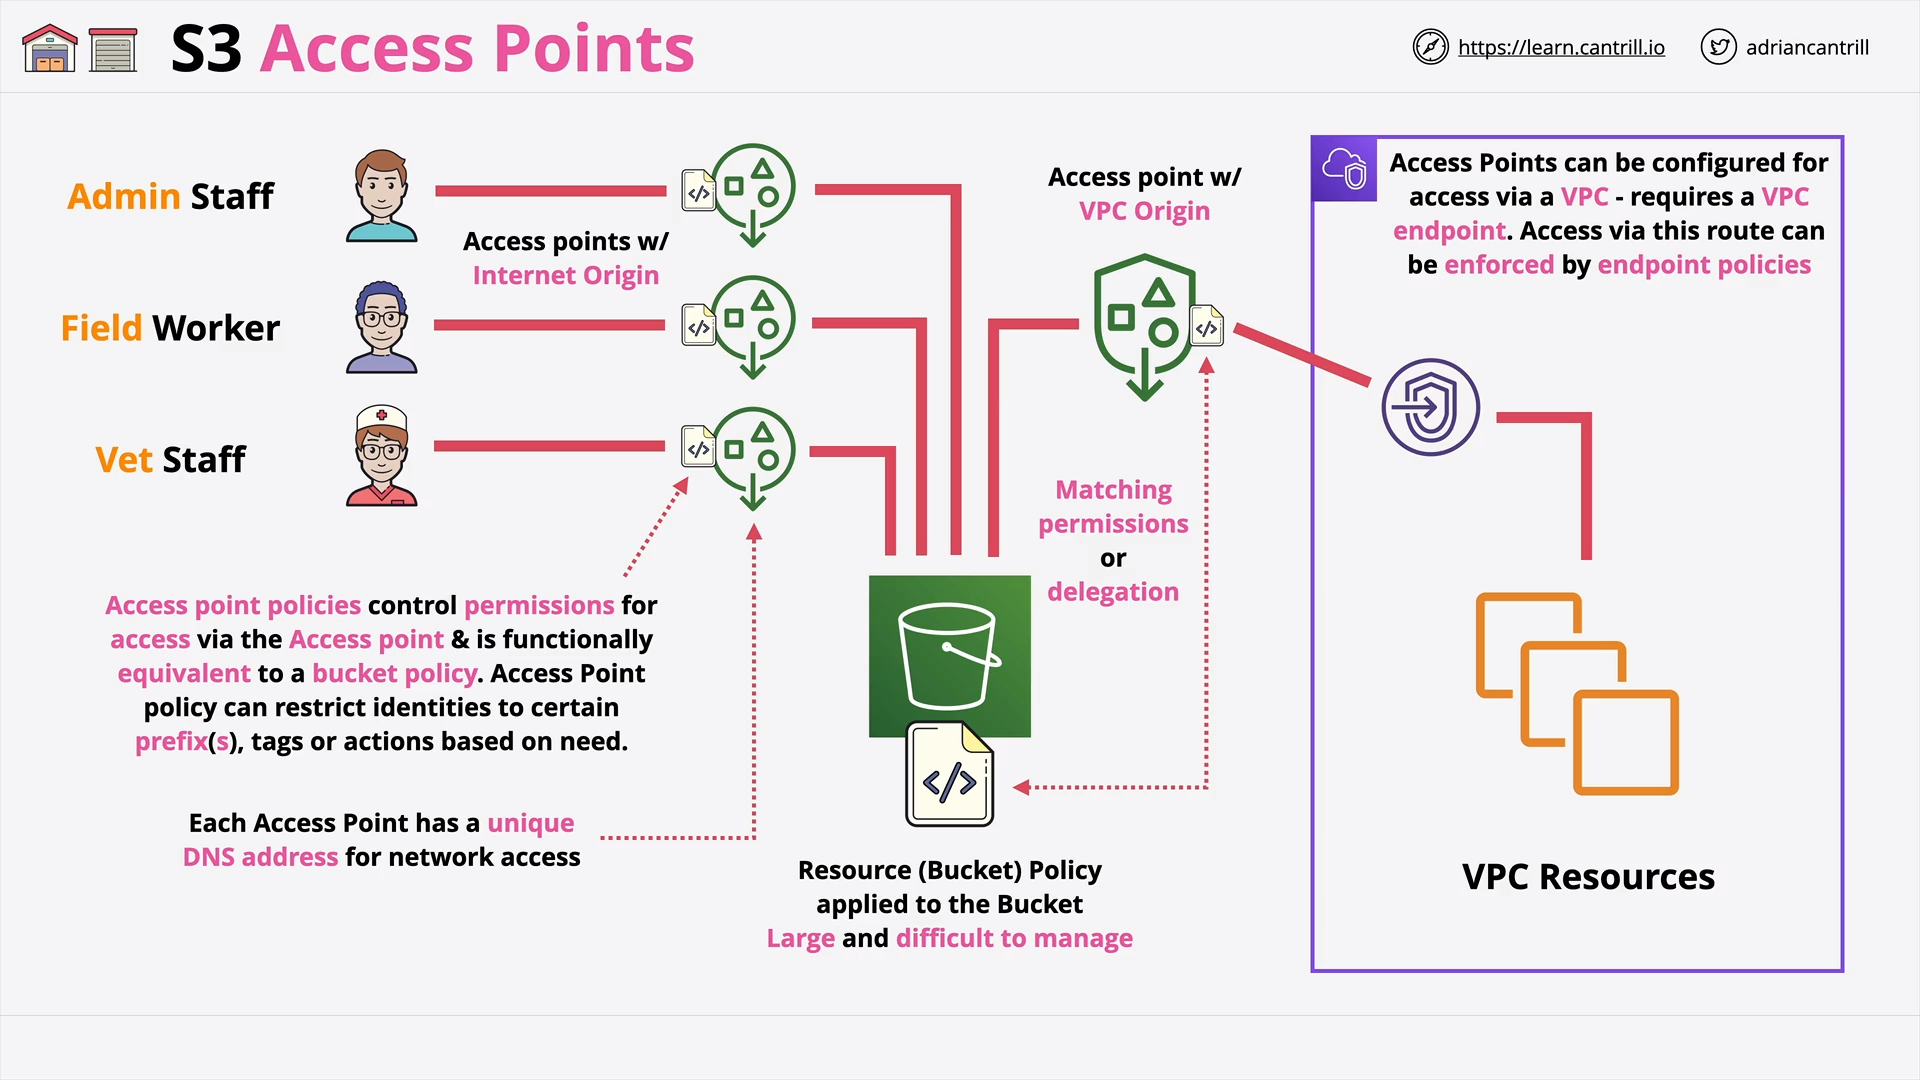 S3 Access Points
https://learn.cantrill.io
adriancantrill
Admin Staff
Field Worker
Vet Staff
Access points w/
Internet Origin
Access point w/
VPC Origin
Access Points can be configured for
access via a VPC - requires a VPC
endpoint. Access via this route can
be enforced by endpoint policies
Matching
permissions
or
delegation
Access point policies control permissions for
access via the Access point & is functionally
equivalent to a bucket policy. Access Point
policy can restrict identities to certain
prefix(s), tags or actions based on need.
Each Access Point has a unique
DNS address for network access
Resource (Bucket) Policy
applied to the Bucket
Large and difficult to manage
VPC Resources